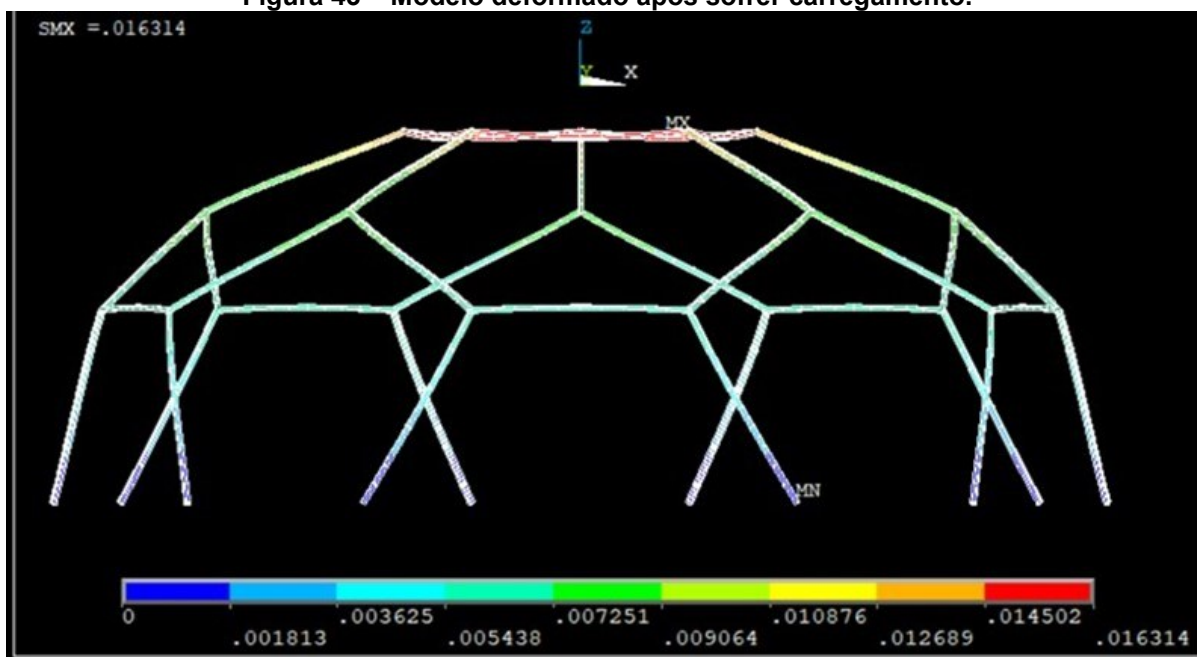 Figura 43 – Modelo deformado após sofrer carregamento.
SMX =.016314
Z
Y X
MX
MN
0 .003625 .007251 .010876 .014502
.001813 .005438 .009064 .012689 .016314